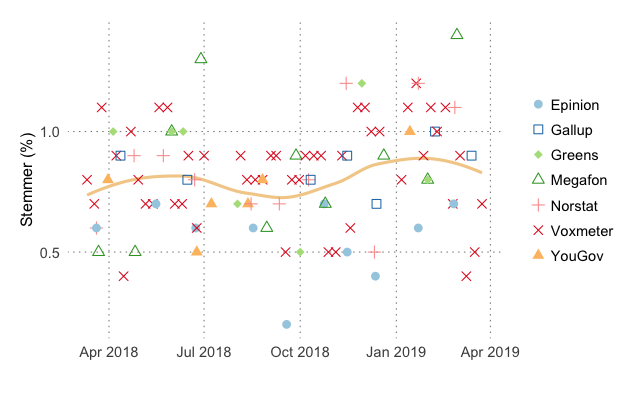 Stemmer (%)
1.0
0.5
Apr 2018
Jul 2018
Oct 2018
Jan 2019
Apr 2019
Epinion
Gallup
Greens
Megafon
Norstat
Voxmeter
YouGov